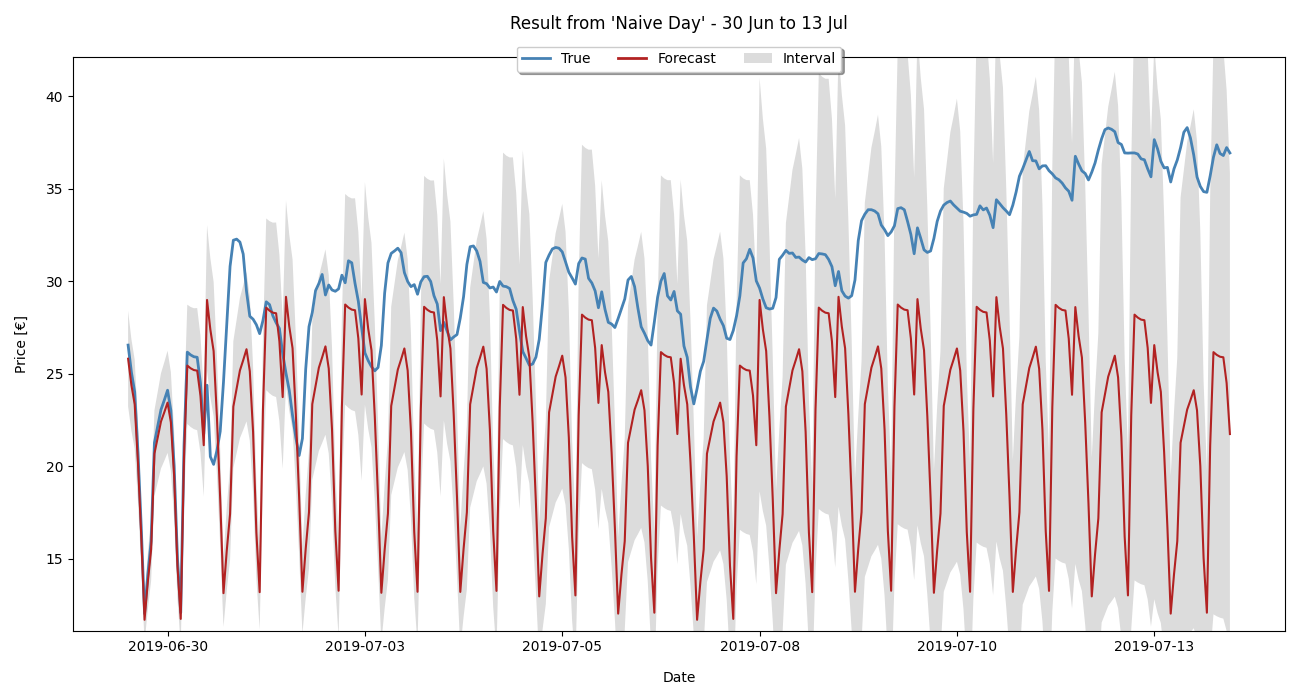 Result from 'Naive Day' - 30 Jun to 13 Jul
True Forecast Interval
40
35
30
25
20
15
Price [€]
2019-06-30 2019-07-03 2019-07-05 2019-07-08 2019-07-10 2019-07-13
Date